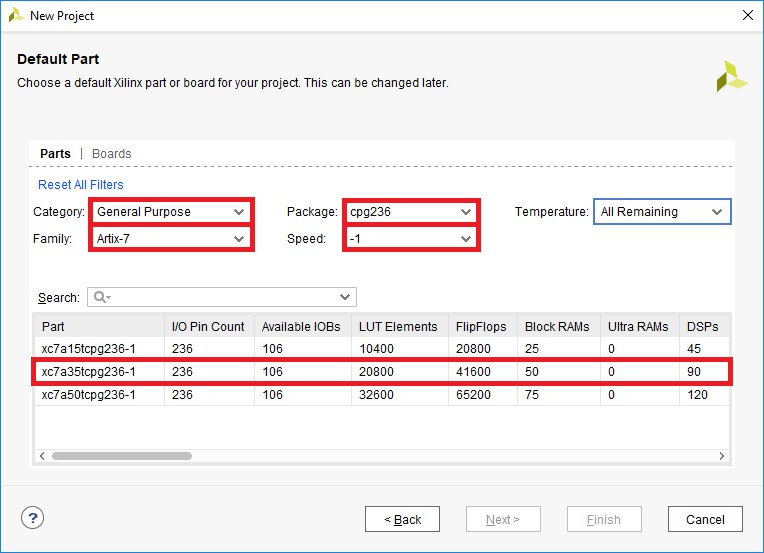 New Project
Default Part
Choose a default Xilinx part or board for your project. This can be changed later.
Parts | Boards
Reset All Filters
Category: General Purpose Package: cpg236 Temperature: All Remaining
Family: Artix-7 Speed: -1
Search:
Part I/O Pin Count Available IOBs LUT Elements FlipFlops Block RAMs Ultra RAMs DSPs
xc7a15tcpg236-1 236 106 10400 20800 25 0 45
xc7a35tcpg236-1 236 106 20800 41600 50 0 90
xc7a50tcpg236-1 236 106 32600 65200 75 0 120
? < Back Next > Finish Cancel